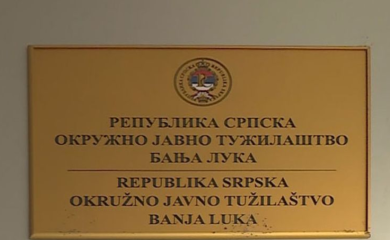 РЕПУБЛИКА СРПСКА
ОКРУЖНО ЈАВНО ТУЖИЛАШТВО
БАЊА ЛУКА
REPUBLIKA SRPSKA
OKRUŽNO JAVNO TUŽILAŠTVO
BANJA LUKA